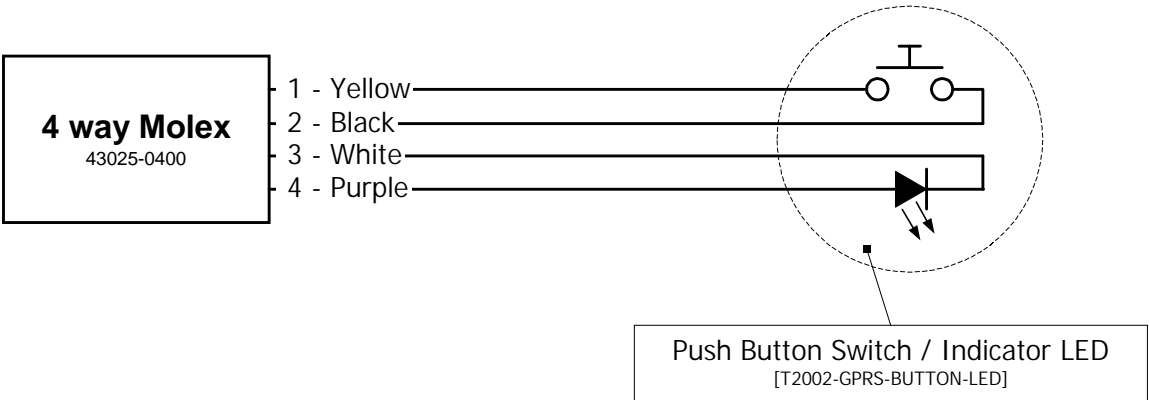 4 way Molex
43025-0400
1 - Yellow
2 - Black
3 - White
4 - Purple
Push Button Switch / Indicator LED
[T2002-GPRS-BUTTON-LED]